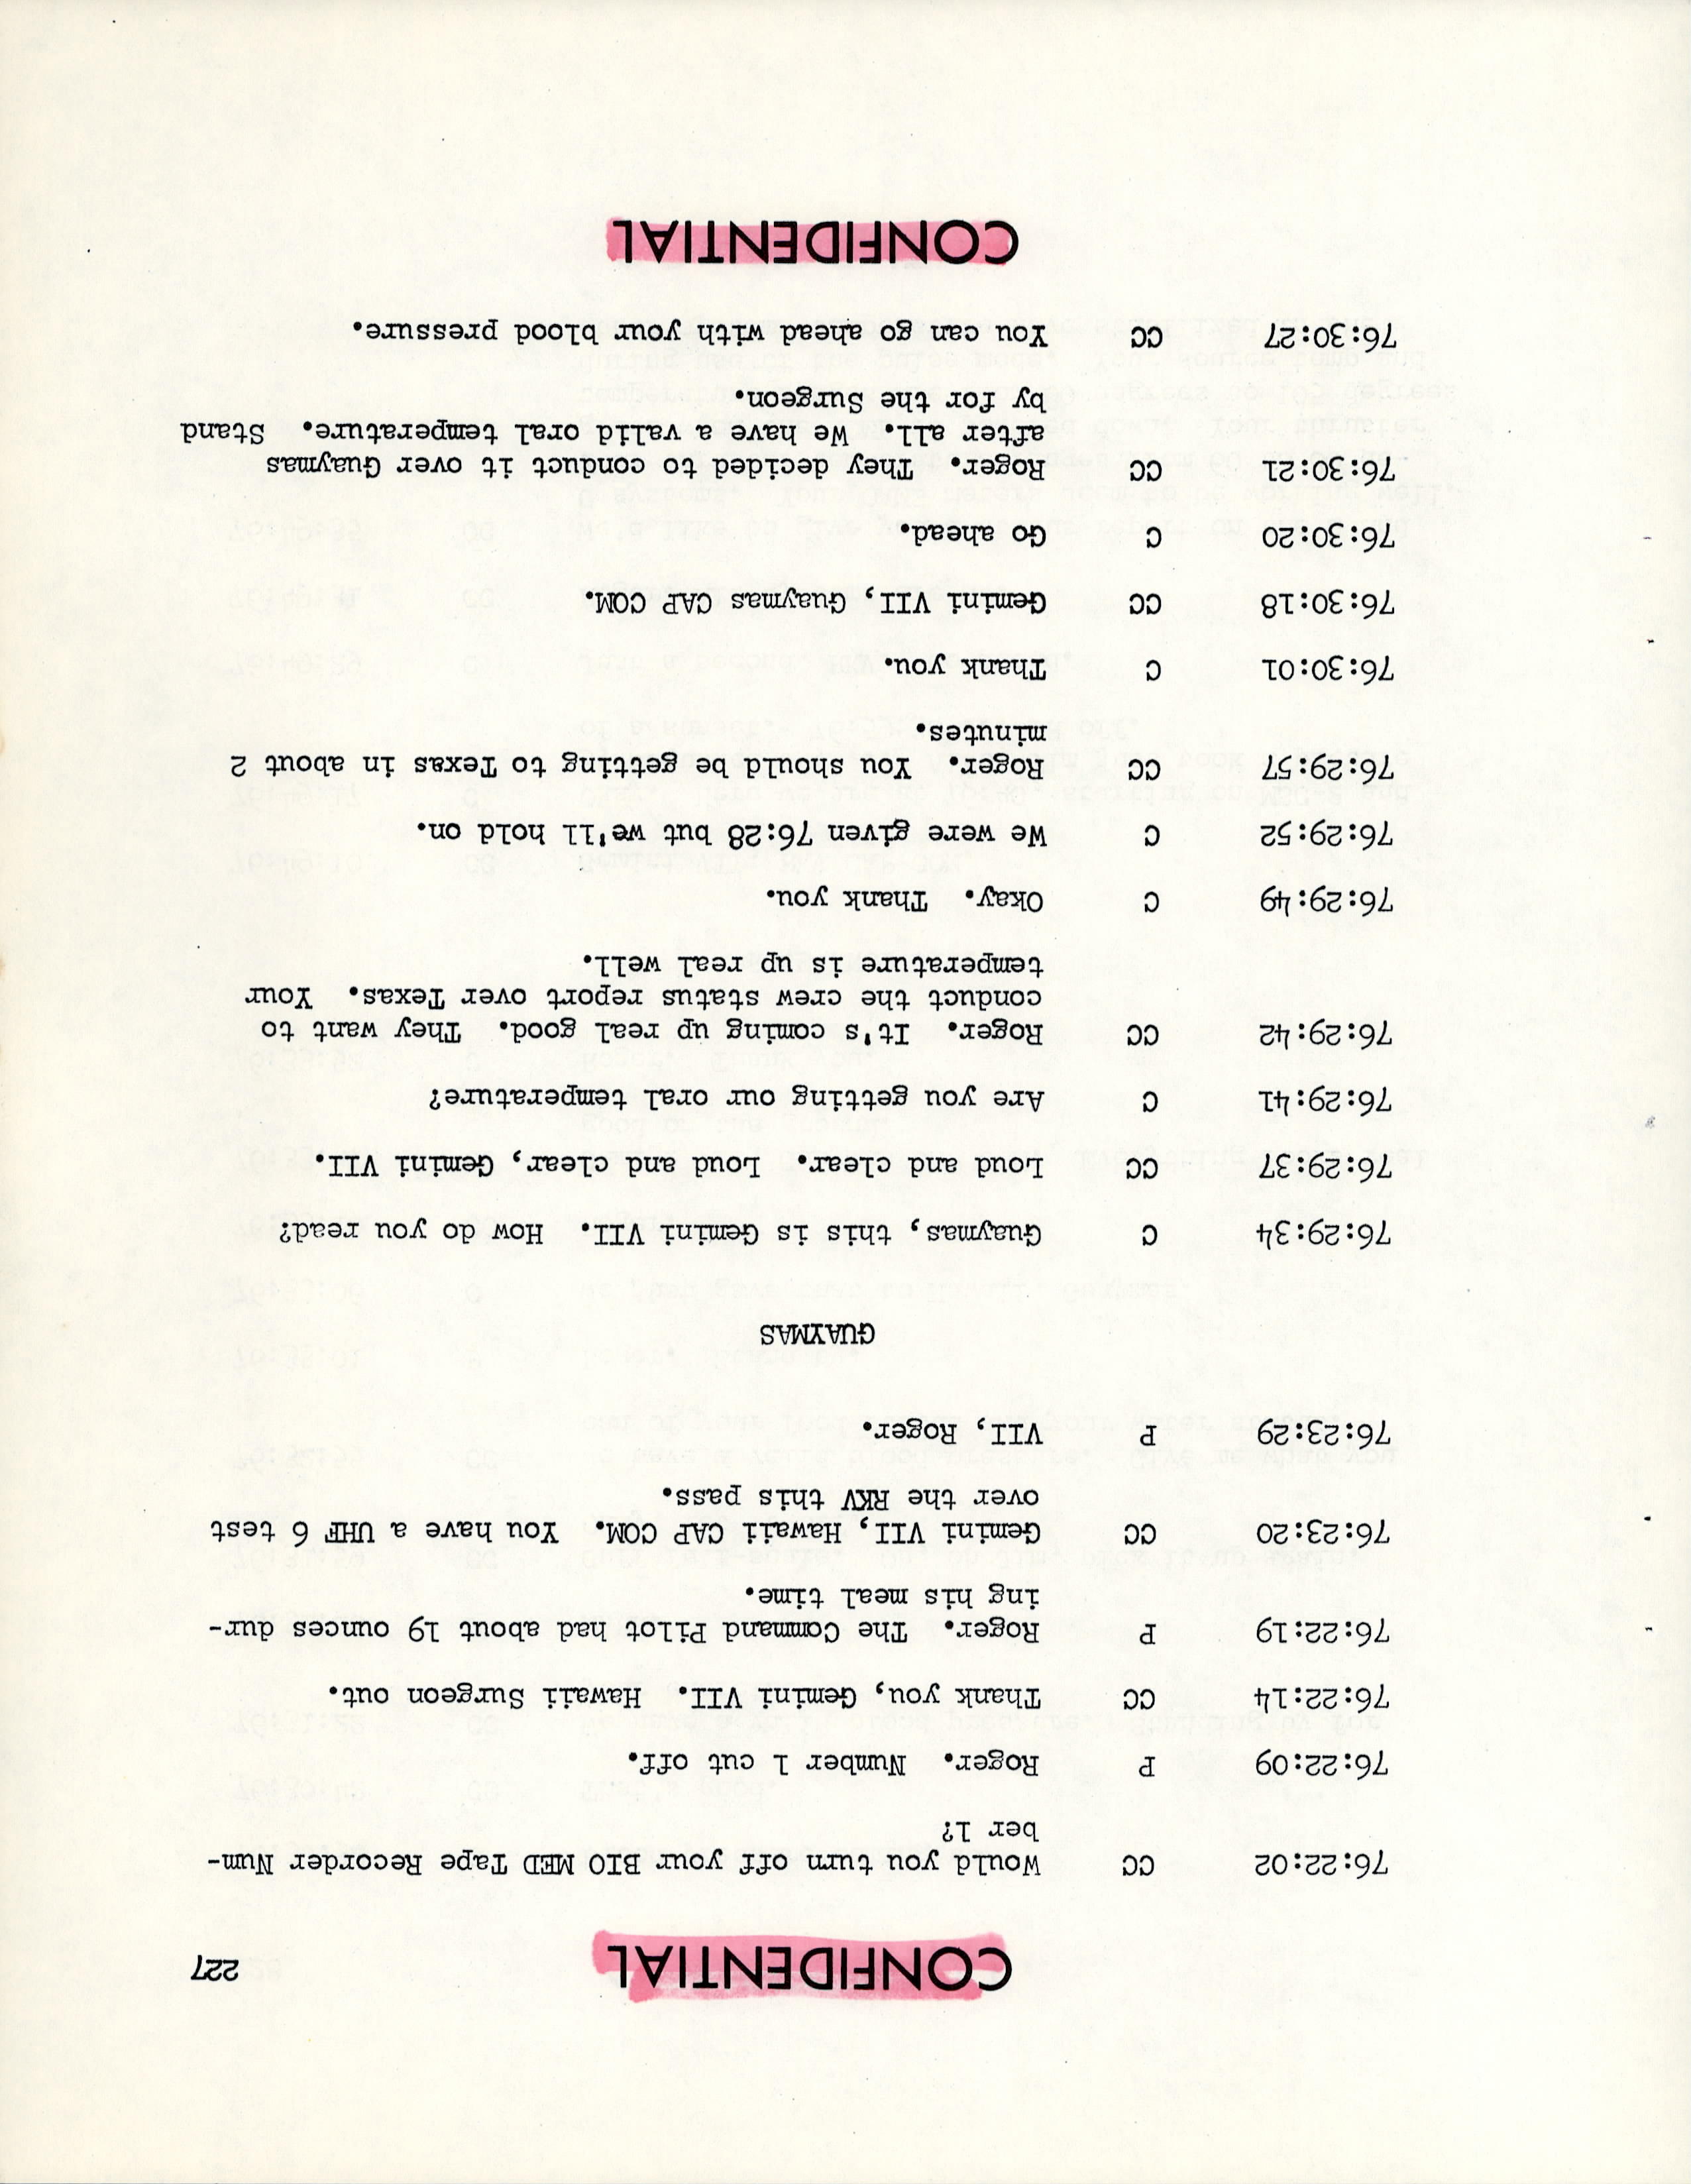 CONFIDENTIAL 227
76:22:02 CC Would you turn off your BIO MED Tape Recorder Num-
ber 1?
76:22:09 P Roger. Number 1 cut off.
76:22:14 CC Thank you, Gemini VII. Hawaii Surgeon out.
76:22:19 P Roger. The Command Pilot had about 19 ounces dur-
ing his meal time.
76:23:20 CC Gemini VII, Hawaii CAP COM. You have a UHF 6 test
over the RKV this pass.
76:23:29 P VII, Roger.
GUAYMAS
76:29:34 C Guaymas, this is Gemini VII. How do you read?
76:29:37 CC Loud and clear. Loud and clear, Gemini VII.
76:29:41 C Are you getting our oral temperature?
76:29:42 CC Roger. It's coming up real good. They want to
conduct the crew status report over Texas. Your
temperature is up real well.
76:29:49 C Okay. Thank you.
76:29:52 C We were given 76:28 but we'll hold on.
76:29:57 CC Roger. You should be getting to Texas in about 2
minutes.
76:30:01 C Thank you.
76:30:18 CC Gemini VII, Guaymas CAP COM.
76:30:20 C Go ahead.
76:30:21 CC Roger. They decided to conduct it over Guaymas
after all. We have a valid oral temperature. Stand
by for the Surgeon.
76:30:27 CC You can go ahead with your blood pressure.
CONFIDENTIAL